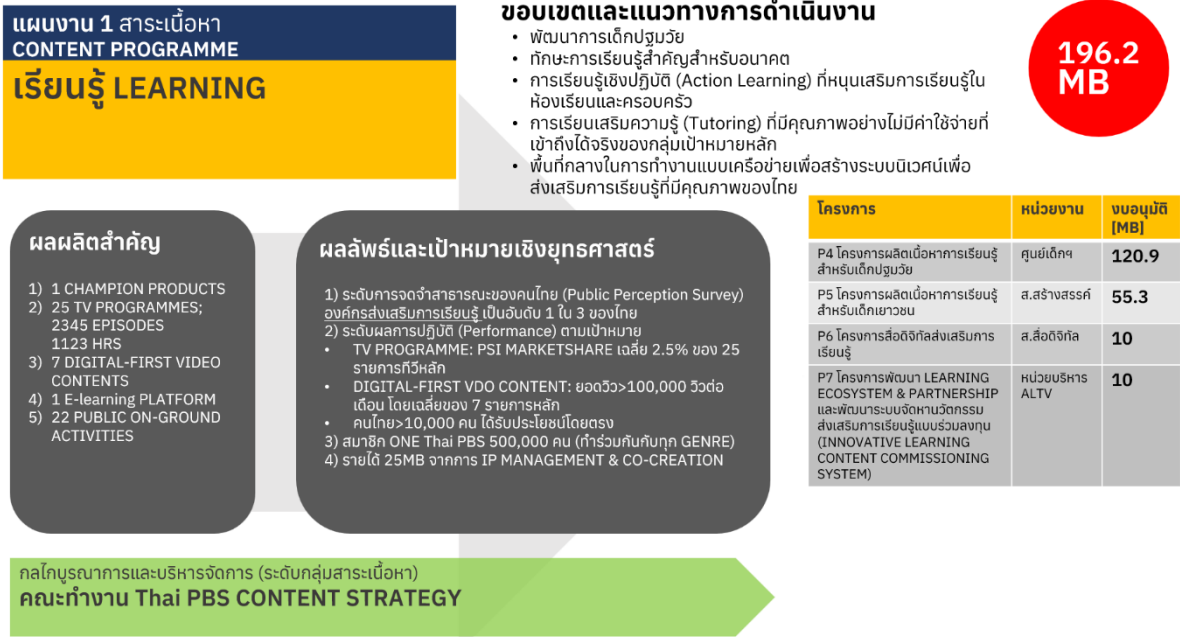 แผนงาน 1 สาระเนื้อหา
CONTENT PROGRAMME
เรียนรู้ LEARNING
ขอบเขตและแนวทางการดำเนินงาน
• พัฒนาการเด็กปฐมวัย
• ทักษะการเรียนรู้สำคัญสำหรับอนาคต
• การเรียนรู้เชิงปฏิบัติ (Action Learning) ที่หนุนเสริมการเรียนรู้ใน
ห้องเรียนและครอบครัว
• การเรียนเสริมความรู้ (Tutoring) ที่มีคุณภาพอย่างไม่มีค่าใช้จ่ายที่
เข้าถึงได้จริงของกลุ่มเป้าหมายหลัก
• พื้นที่กลางในการทำงานแบบเครือข่ายเพื่อสร้างระบบนิเวศน์เพื่อ
ส่งเสริมการเรียนรู้ที่มีคุณภาพของไทย
196.2
MB
ผลผลิตสำคัญ
1) 1 CHAMPION PRODUCTS
2) 25 TV PROGRAMMES;
2345 EPISODES
1123 HRS
3) 7 DIGITAL-FIRST VIDEO
CONTENTS
4) 1 E-learning PLATFORM
5) 22 PUBLIC ON-GROUND
ACTIVITIES
ผลลัพธ์และเป้าหมายเชิงยุทธศาสตร์
1) ระดับการจดจำสาธารณะของคนไทย (Public Perception Survey)
องค์กรส่งเสริมการเรียนรู้ เป็นอันดับ 1 ใน 3 ของไทย
2) ระดับผลการปฏิบัติ (Performance) ตามเป้าหมาย
• TV PROGRAMME: PSI MARKETSHARE เฉลี่ย 2.5% ของ 25
รายการทีวีหลัก
• DIGITAL-FIRST VDO CONTENT: ยอดวิว>100,000 วิวต่อ
เดือน โดยเฉลี่ยของ 7 รายการหลัก
• คนไทย>10,000 คน ได้รับประโยชน์โดยตรง
3) สมาชิก ONE Thai PBS 500,000 คน (ทำร่วมกันกับทุก GENRE)
4) รายได้ 25MB จากการ IP MANAGEMENT & CO-CREATION
โครงการ หน่วยงาน งบอนุมัติ
[MB]
P4 โครงการผลิตเนื้อหาการเรียนรู้ ศูนย์เด็กฯ 120.9
สำหรับเด็กปฐมวัย
P5 โครงการผลิตเนื้อหาการเรียนรู้ ส.สร้างสรรค์ 55.3
สำหรับเด็กเยาวชน
P6 โครงการสื่อดิจิทัลส่งเสริมการ ส.สื่อดิจิทัล 10
เรียนรู้
P7 โครงการพัฒนา LEARNING หน่วยบริหาร 10
ECOSYSTEM & PARTNERSHIP ALTV
และพัฒนาระบบจัดหานวัตกรรม
ส่งเสริมการเรียนรู้แบบร่วมลงทุน
(INNOVATIVE LEARNING
CONTENT COMMISSIONING
SYSTEM)
กลไกบูรณาการและบริหารจัดการ (ระดับกลุ่มสาระเนื้อหา)
คณะทำงาน Thai PBS CONTENT STRATEGY